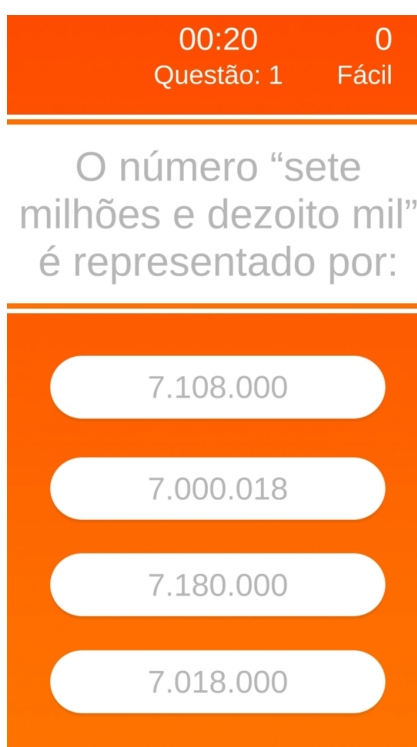 00:20 0
Questão: 1 Fácil
O número “sete
milhões e dezoito mil”
é representado por:
7.108.000
7.000.018
7.180.000
7.018.000